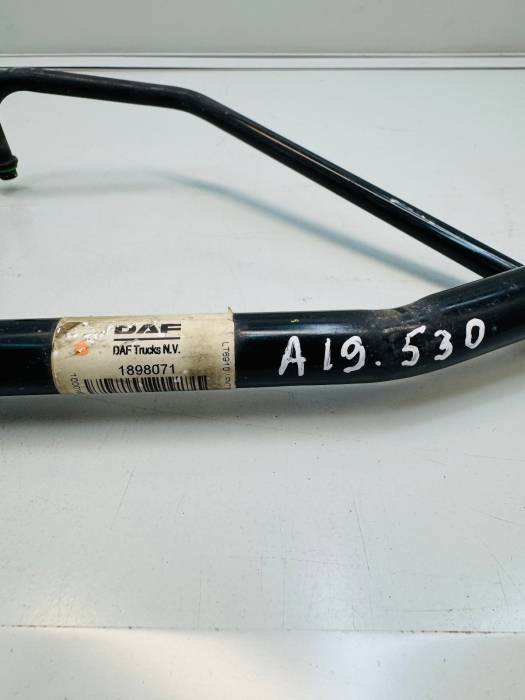 DAF
DAF Trucks N.V.
1898071
A19.530